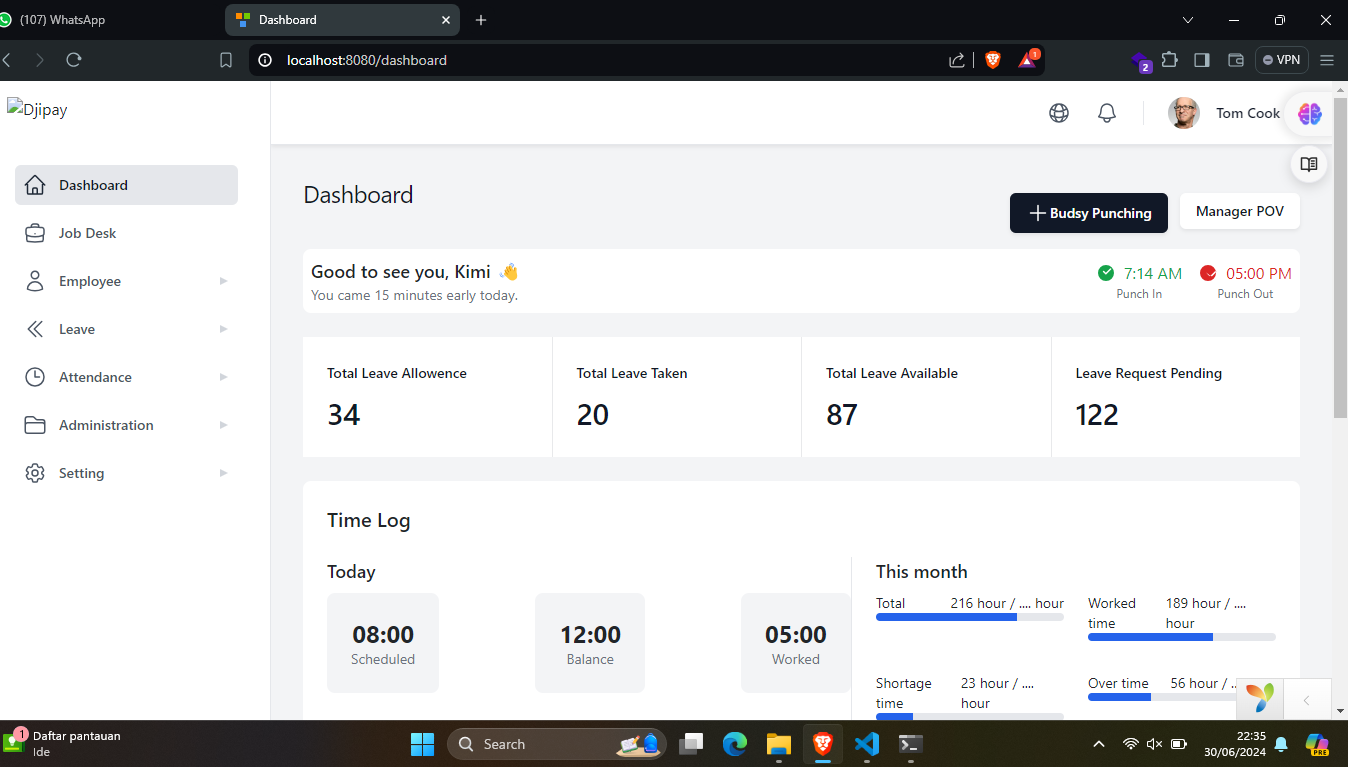 (107) WhatsApp
Dashboard
localhost:8080/dashboard
1
2
VPN
Djipay
Tom Cook
Dashboard
Job Desk
Employee
Leave
Attendance
Administration
Setting
Dashboard
Budsy Punching
Manager POV
Good to see you, Kimi 👋
You came 15 minutes early today.
7:14 AM
Punch In
05:00 PM
Punch Out
Total Leave Allowence
34
Total Leave Taken
20
Total Leave Available
87
Leave Request Pending
122
Time Log
Today
08:00
Scheduled
12:00
Balance
05:00
Worked
This month
Total 216 hour / .... hour
Worked time 189 hour / .... hour
Shortage time 23 hour / .... hour
Over time 56 hour / ..
1
Daftar pantauan
Ide
Search
22:35
30/06/2024
PRE